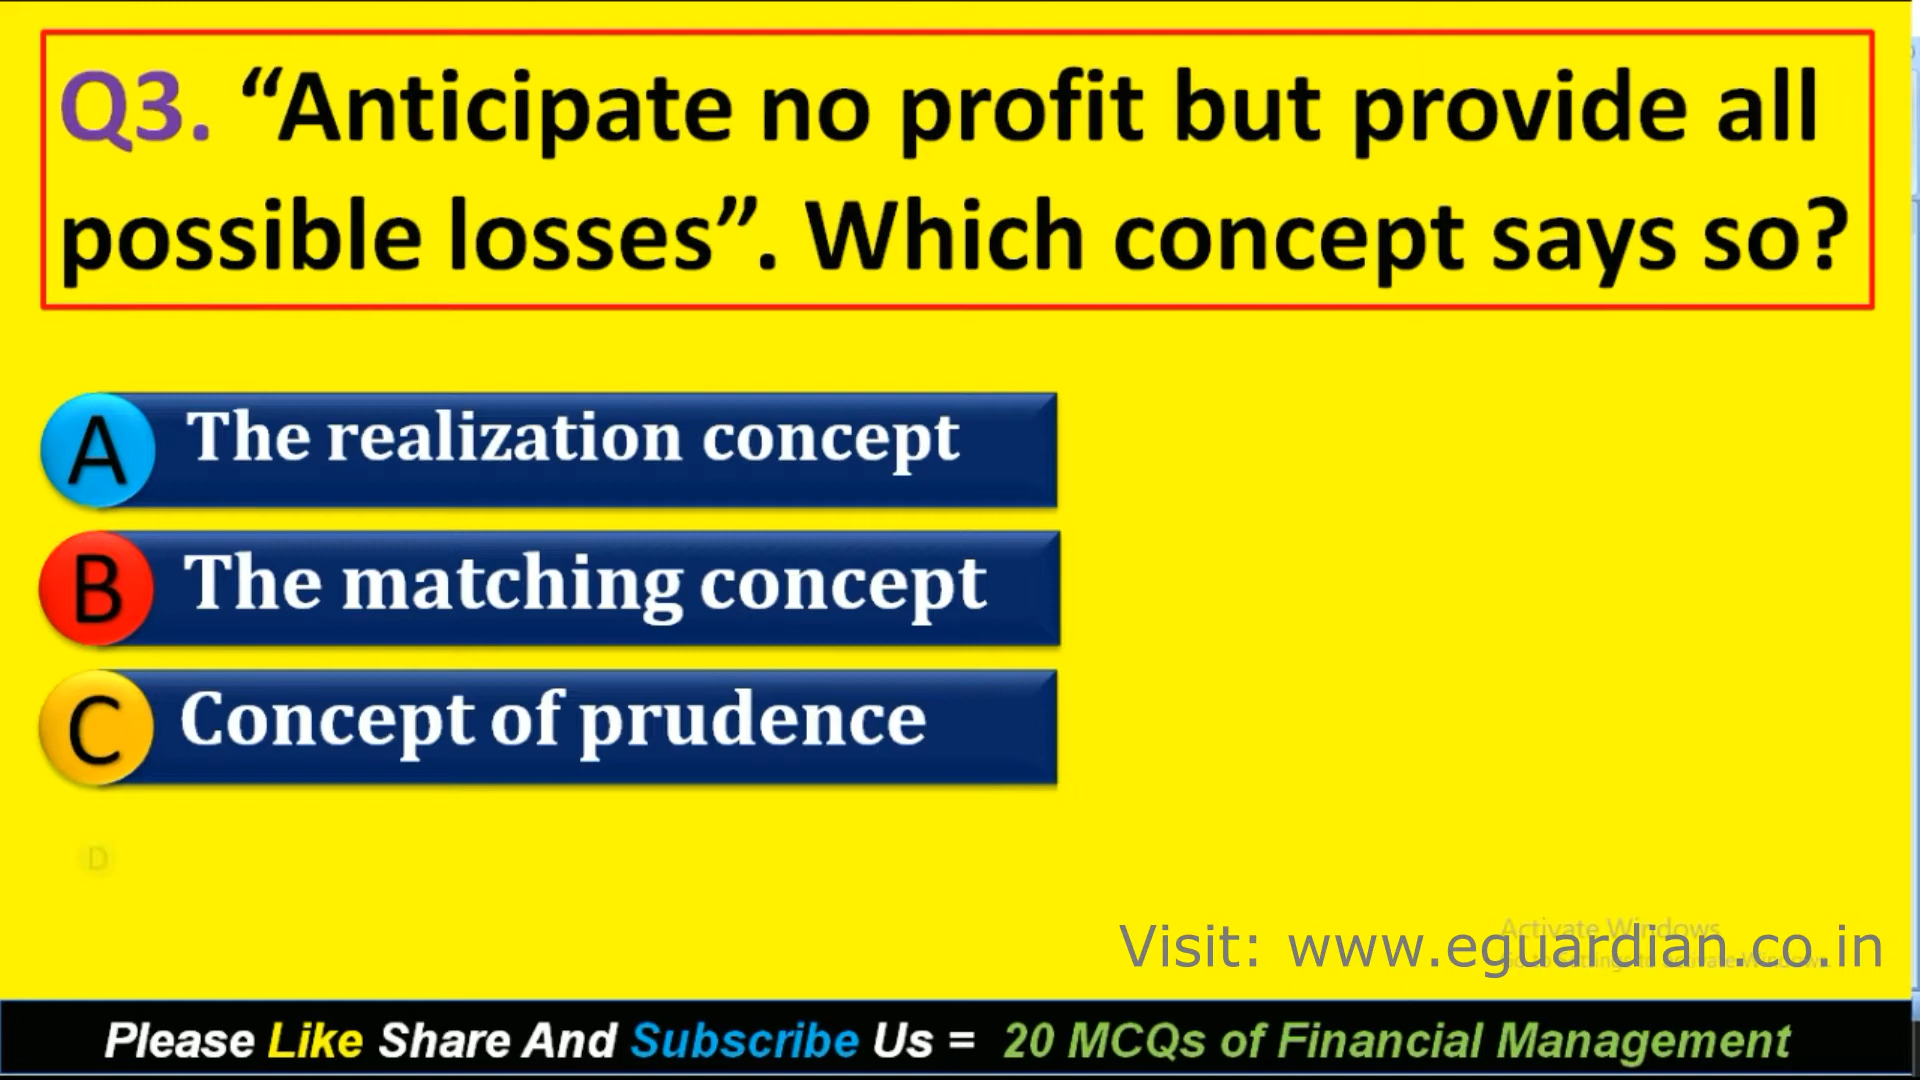 Q3. “Anticipate no profit but provide all
possible losses”. Which concept says so?
A The realization concept
B The matching concept
C Concept of prudence
D
Activate Windows
Visit: www.eguardian.co.in
Please Like Share And Subscribe Us = 20 MCQs of Financial Management